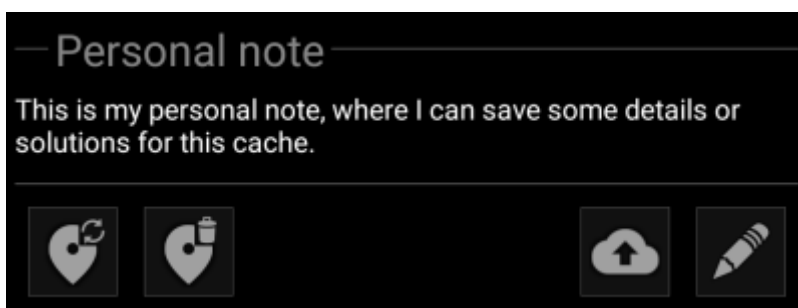 Personal note
This is my personal note, where I can save some details or
solutions for this cache.